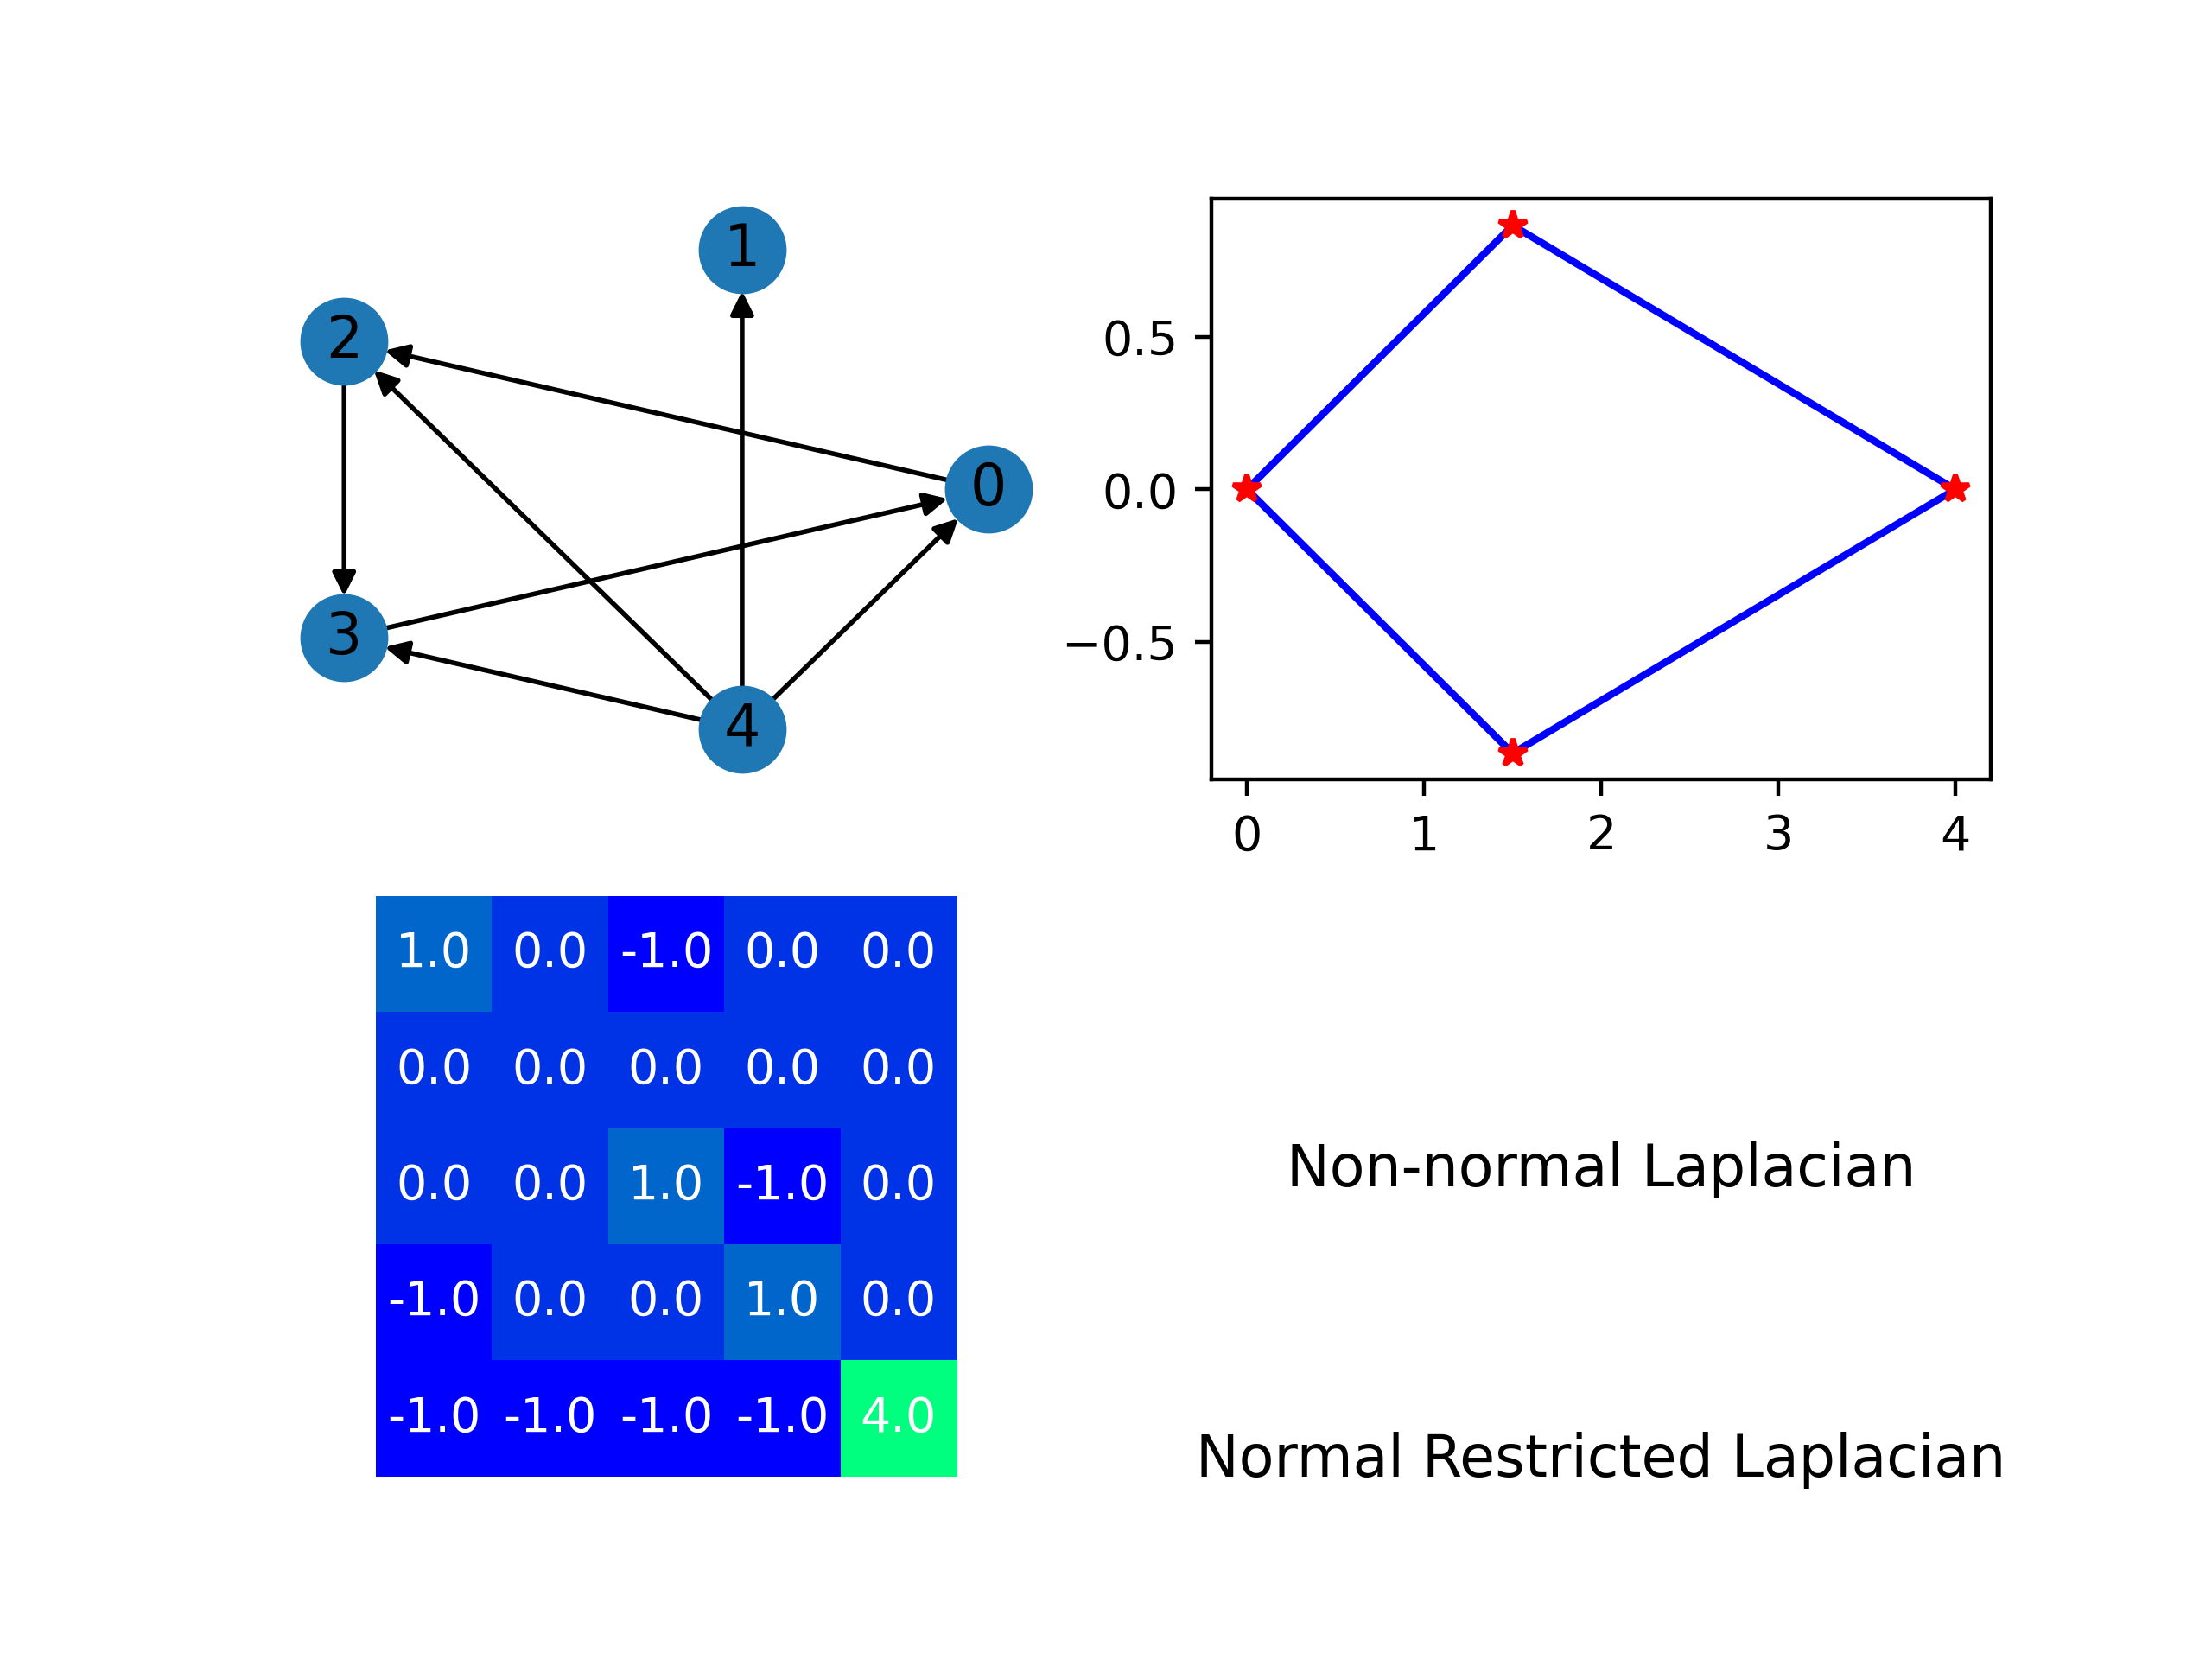 1
2
0
3
4
0.5
0.0
−0.5
0 1 2 3 4
1.0 0.0 -1.0 0.0 0.0
0.0 0.0 0.0 0.0 0.0
0.0 0.0 1.0 -1.0 0.0
-1.0 0.0 0.0 1.0 0.0
-1.0 -1.0 -1.0 -1.0 4.0
Non-normal Laplacian
Normal Restricted Laplacian